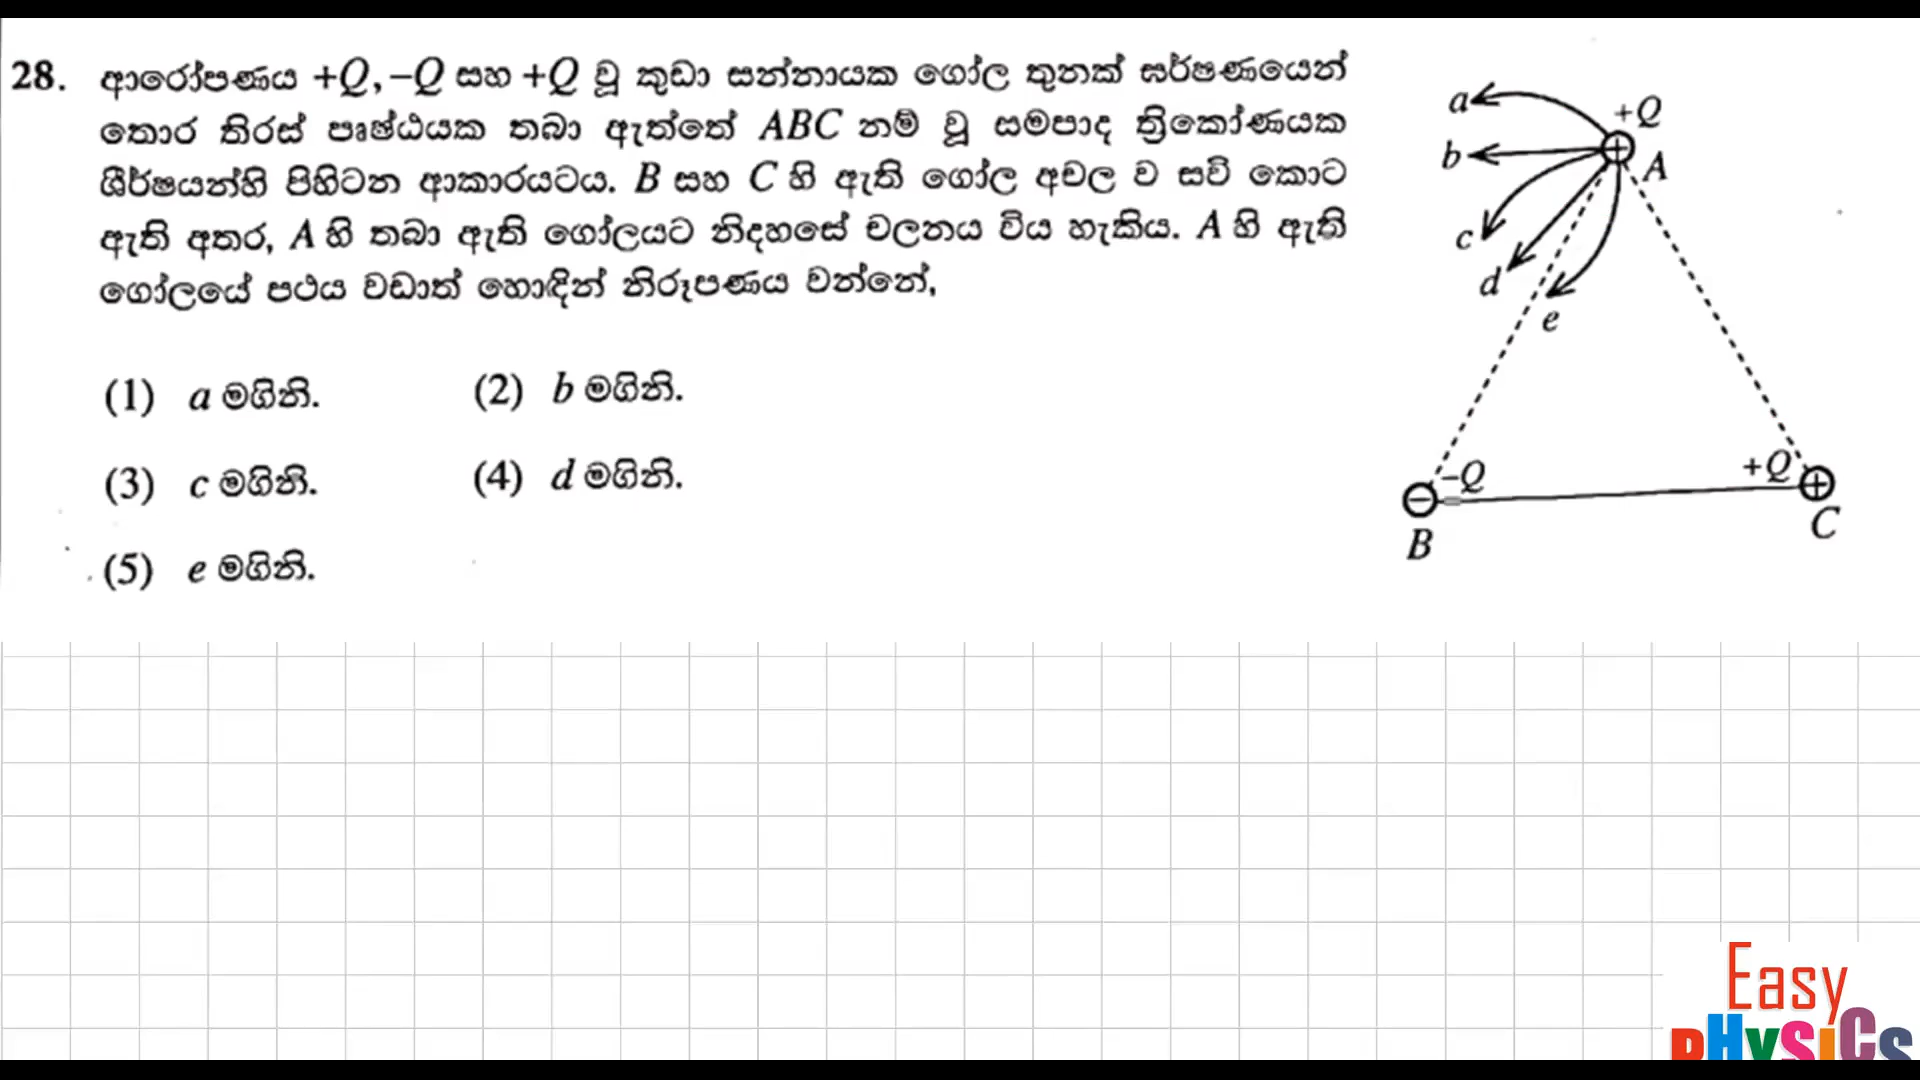 28. ආරෝපණය +Q, −Q සහ +Q වූ කුඩා සන්නායක ගෝල තුනක් ඝර්ෂණයෙන්
තොර තිරස් පෘෂ්ඨයක තබා ඇත්තේ ABC නම් වූ සමපාද ත්‍රිකෝණයක
ශීර්ෂයන්හි පිහිටන ආකාරයටය. B සහ C හි ඇති ගෝල අචල ව සවි කොට
ඇති අතර, A හි තබා ඇති ගෝලයට නිදහසේ චලනය විය හැකිය. A හි ඇති
ගෝලයේ පථය වඩාත් හොඳින් නිරූපණය වන්නේ,
(1) a මගිනි. (2) b මගිනි.
(3) c මගිනි. (4) d මගිනි.
(5) e මගිනි.
a
+Q
b
A
c
d
e
−Q
+Q
B
C
Easy
PHYSICS